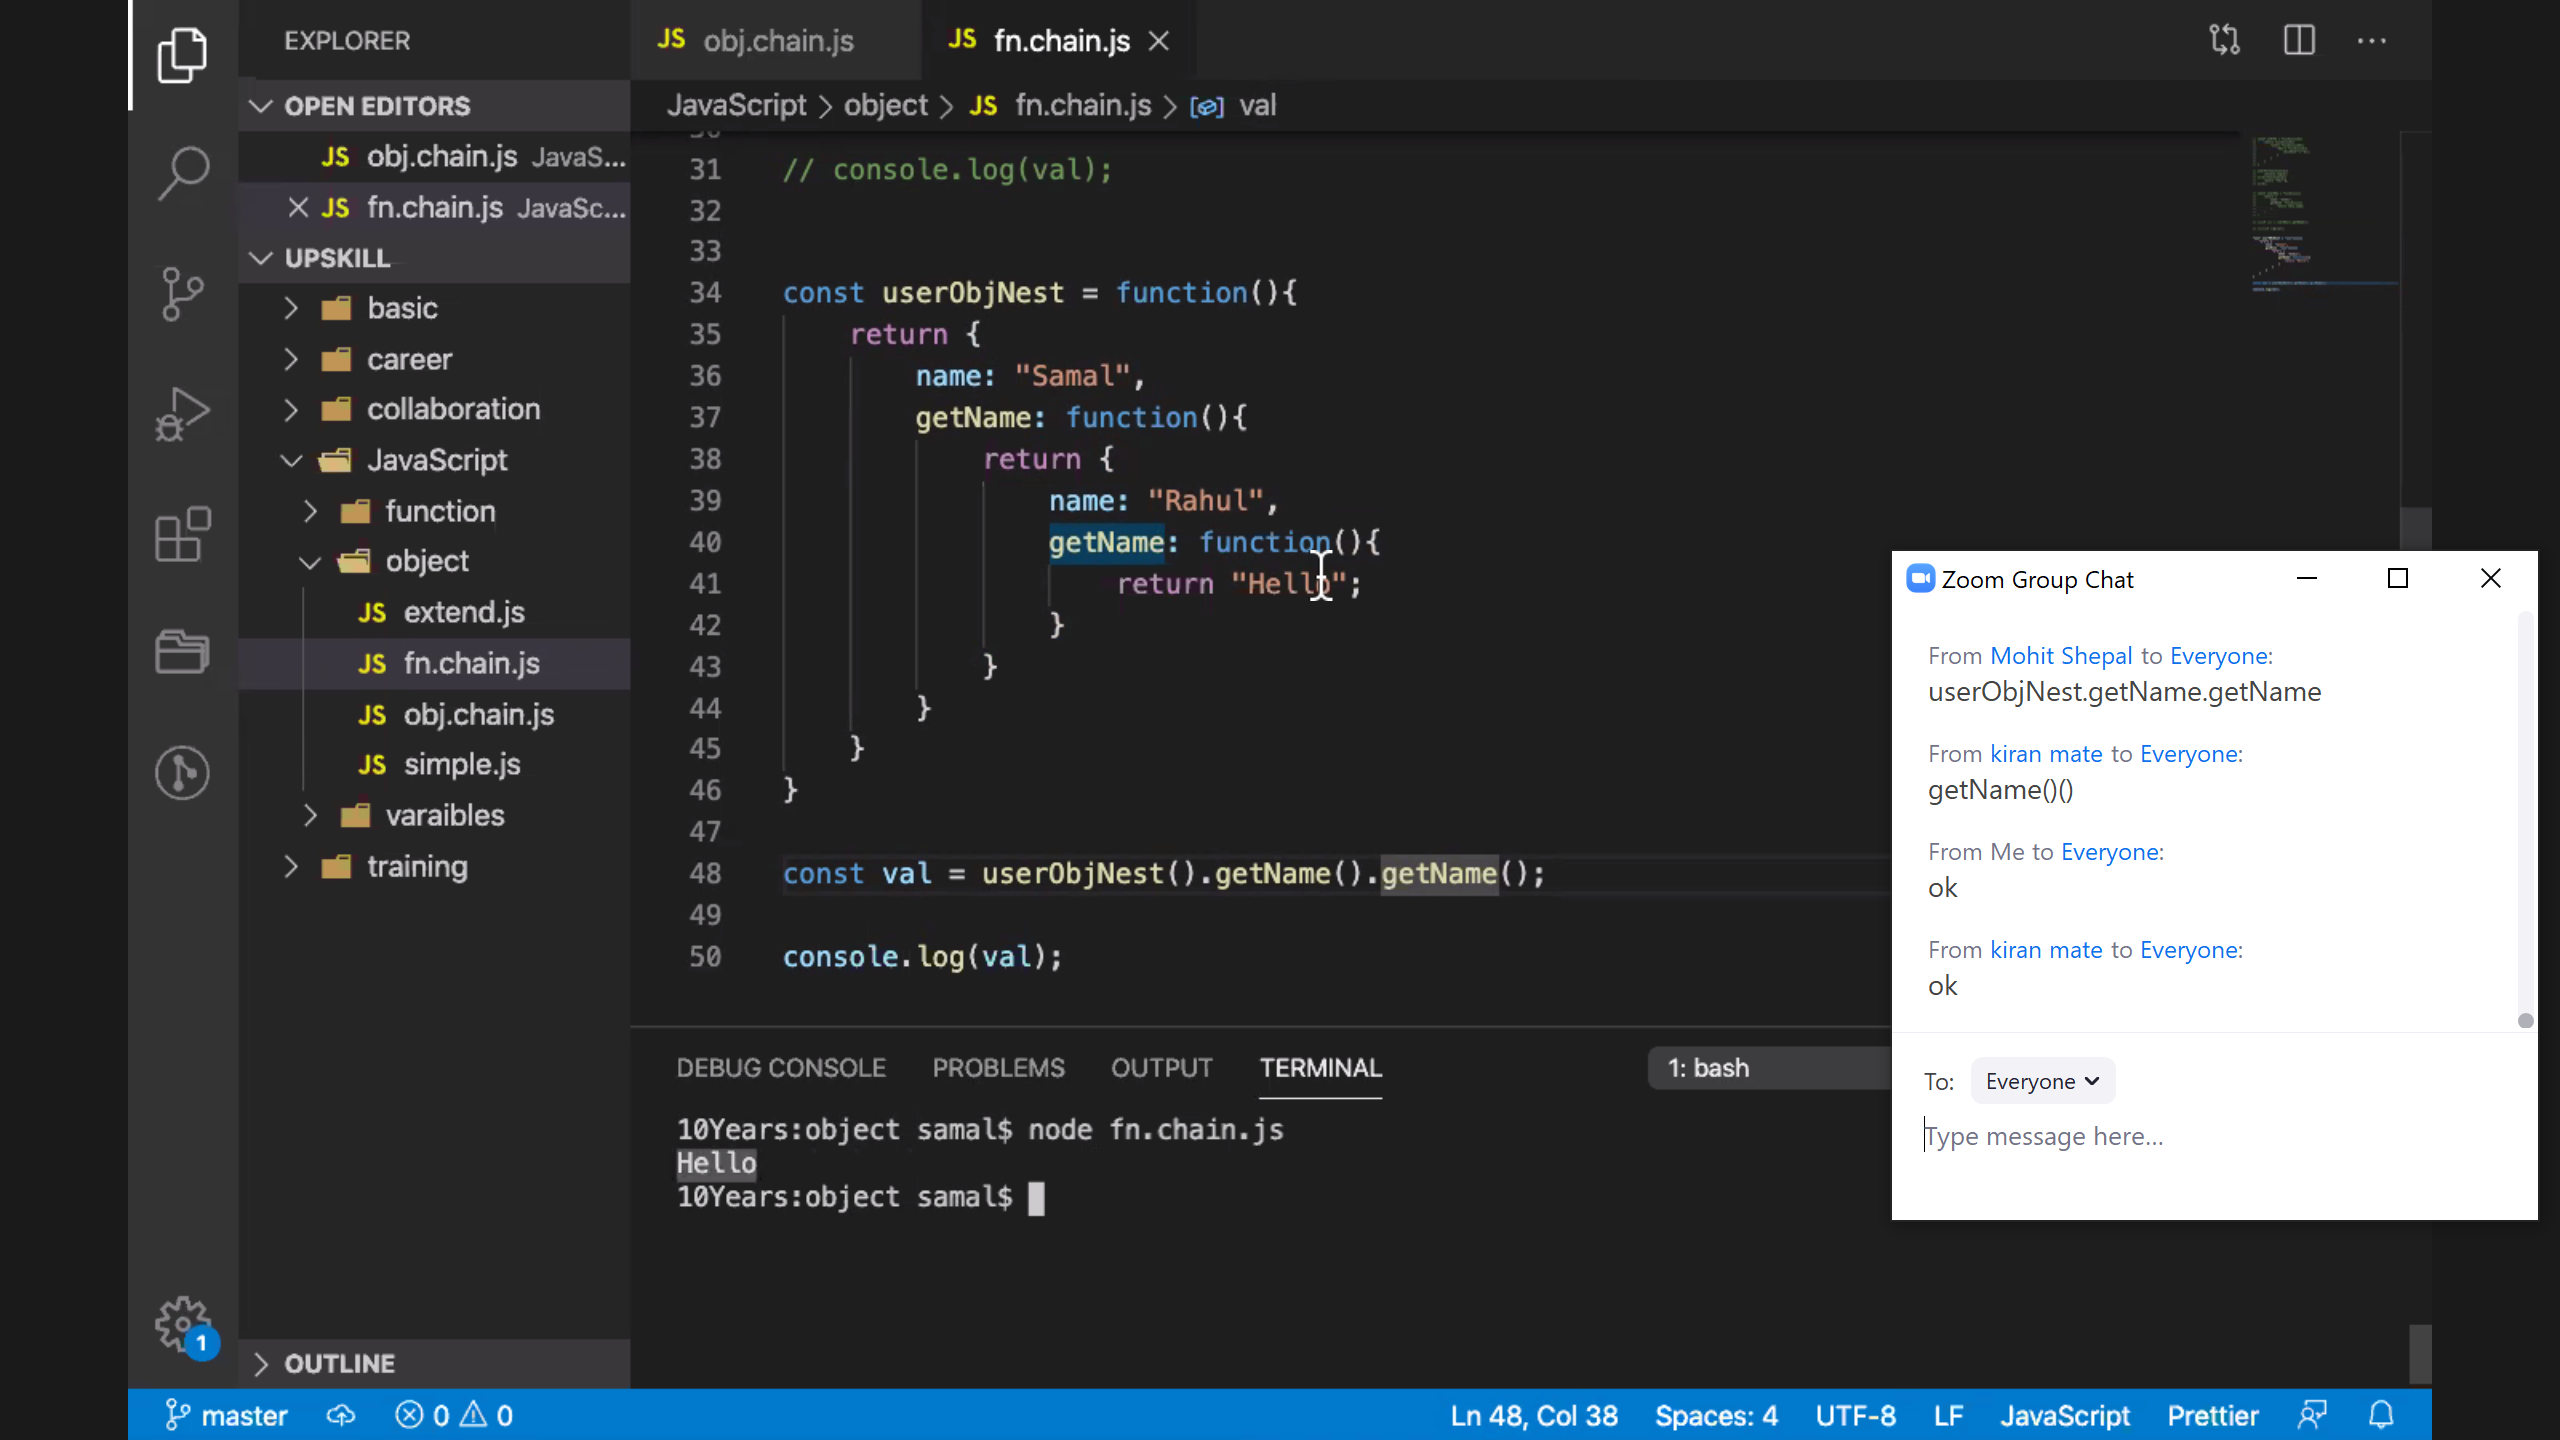 EXPLORER
OPEN EDITORS
JS obj.chain.js JavaS...
JS fn.chain.js JavaSc...
UPSKILL
basic
career
collaboration
JavaScript
function
object
JS extend.js
JS fn.chain.js
JS obj.chain.js
JS simple.js
varaibles
training
OUTLINE
JS obj.chain.js
JS fn.chain.js
JavaScript > object > JS fn.chain.js > val
31 // console.log(val);
32
33
34 const userObjNest = function(){
35 return {
36 name: "Samal",
37 getName: function(){
38 return {
39 name: "Rahul",
40 getName: function(){
41 return "Hello";
42 }
43 }
44 }
45 }
46 }
47
48 const val = userObjNest().getName().getName();
49
50 console.log(val);
DEBUG CONSOLE PROBLEMS OUTPUT TERMINAL 1: bash
10Years:object samal$ node fn.chain.js
Hello
10Years:object samal$
Zoom Group Chat
From Mohit Shepal to Everyone:
userObjNest.getName.getName
From kiran mate to Everyone:
getName()()
From Me to Everyone:
ok
From kiran mate to Everyone:
ok
To: Everyone
Type message here...
1
master 0 0 Ln 48, Col 38 Spaces: 4 UTF-8 LF JavaScript Prettier